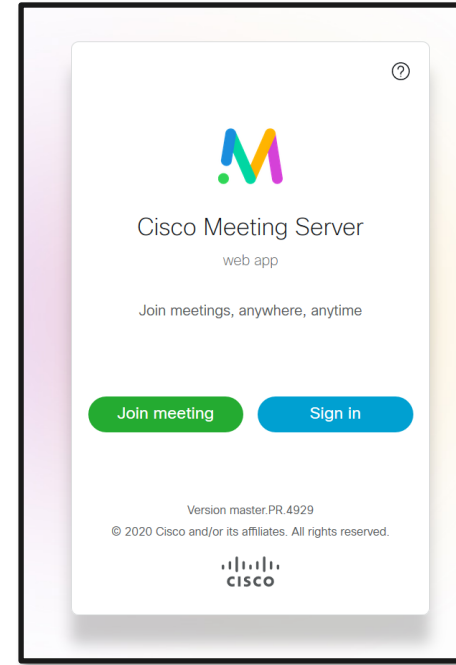 Cisco Meeting Server
web app
Join meetings, anywhere, anytime
Join meeting
Sign in
Version master.PR.4929
© 2020 Cisco and/or its affiliates. All rights reserved.
CISCO